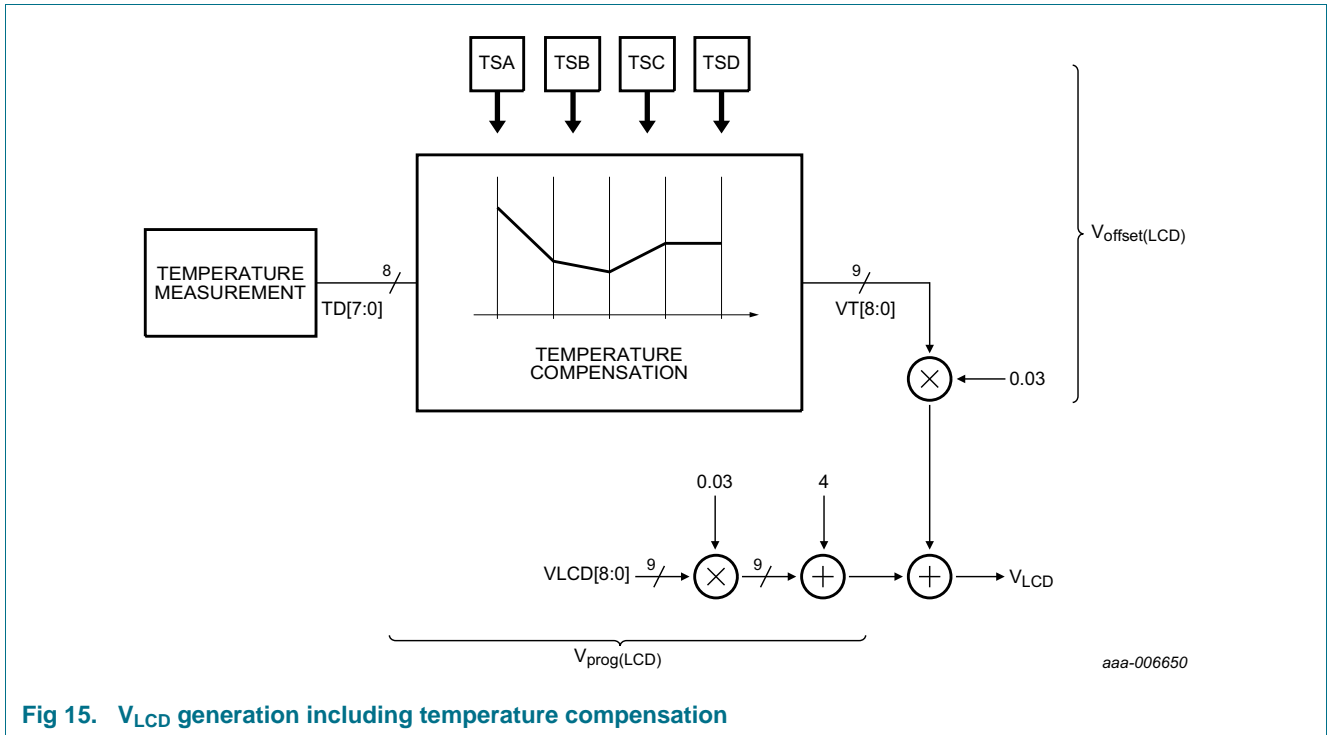 TSA TSB TSC TSD
TEMPERATURE
MEASUREMENT
8
TD[7:0]
TEMPERATURE
COMPENSATION
9
VT[8:0]
Voffset(LCD)
0.03
0.03 4
VLCD[8:0] 9 9 VLCD
Vprog(LCD)
aaa-006650
Fig 15. VLCD generation including temperature compensation